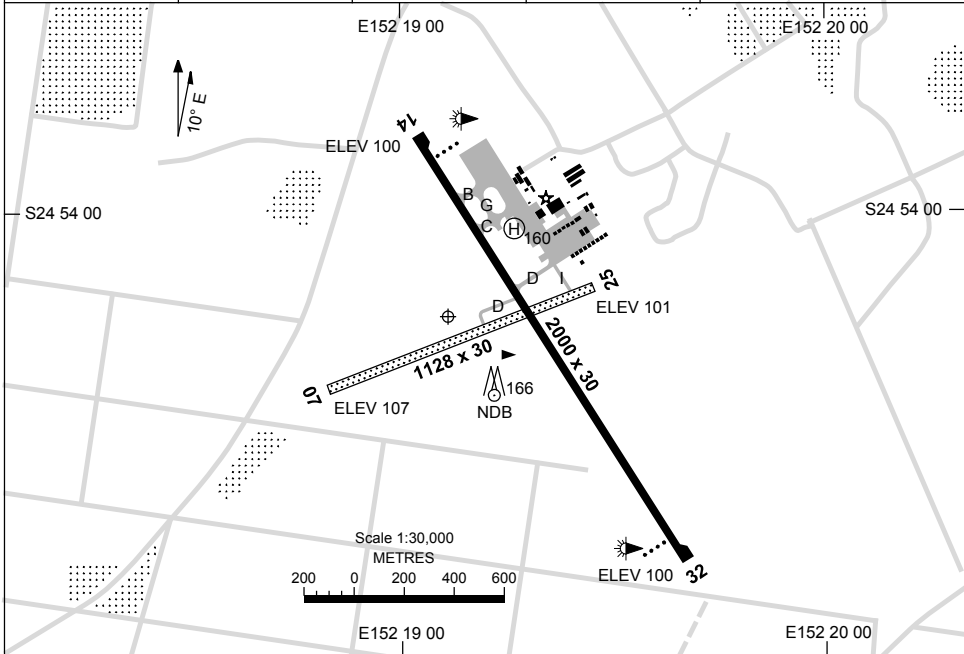 E152 19 00
E152 20 00
10° E
14
ELEV 100
B
G
C
H
160
S24 54 00
S24 54 00
D
I
25
D
ELEV 101
2000 x 30
1128 x 30
166
NDB
07
ELEV 107
Scale 1:30,000
METRES
200 0 200 400 600
ELEV 100
32
E152 19 00
E152 20 00